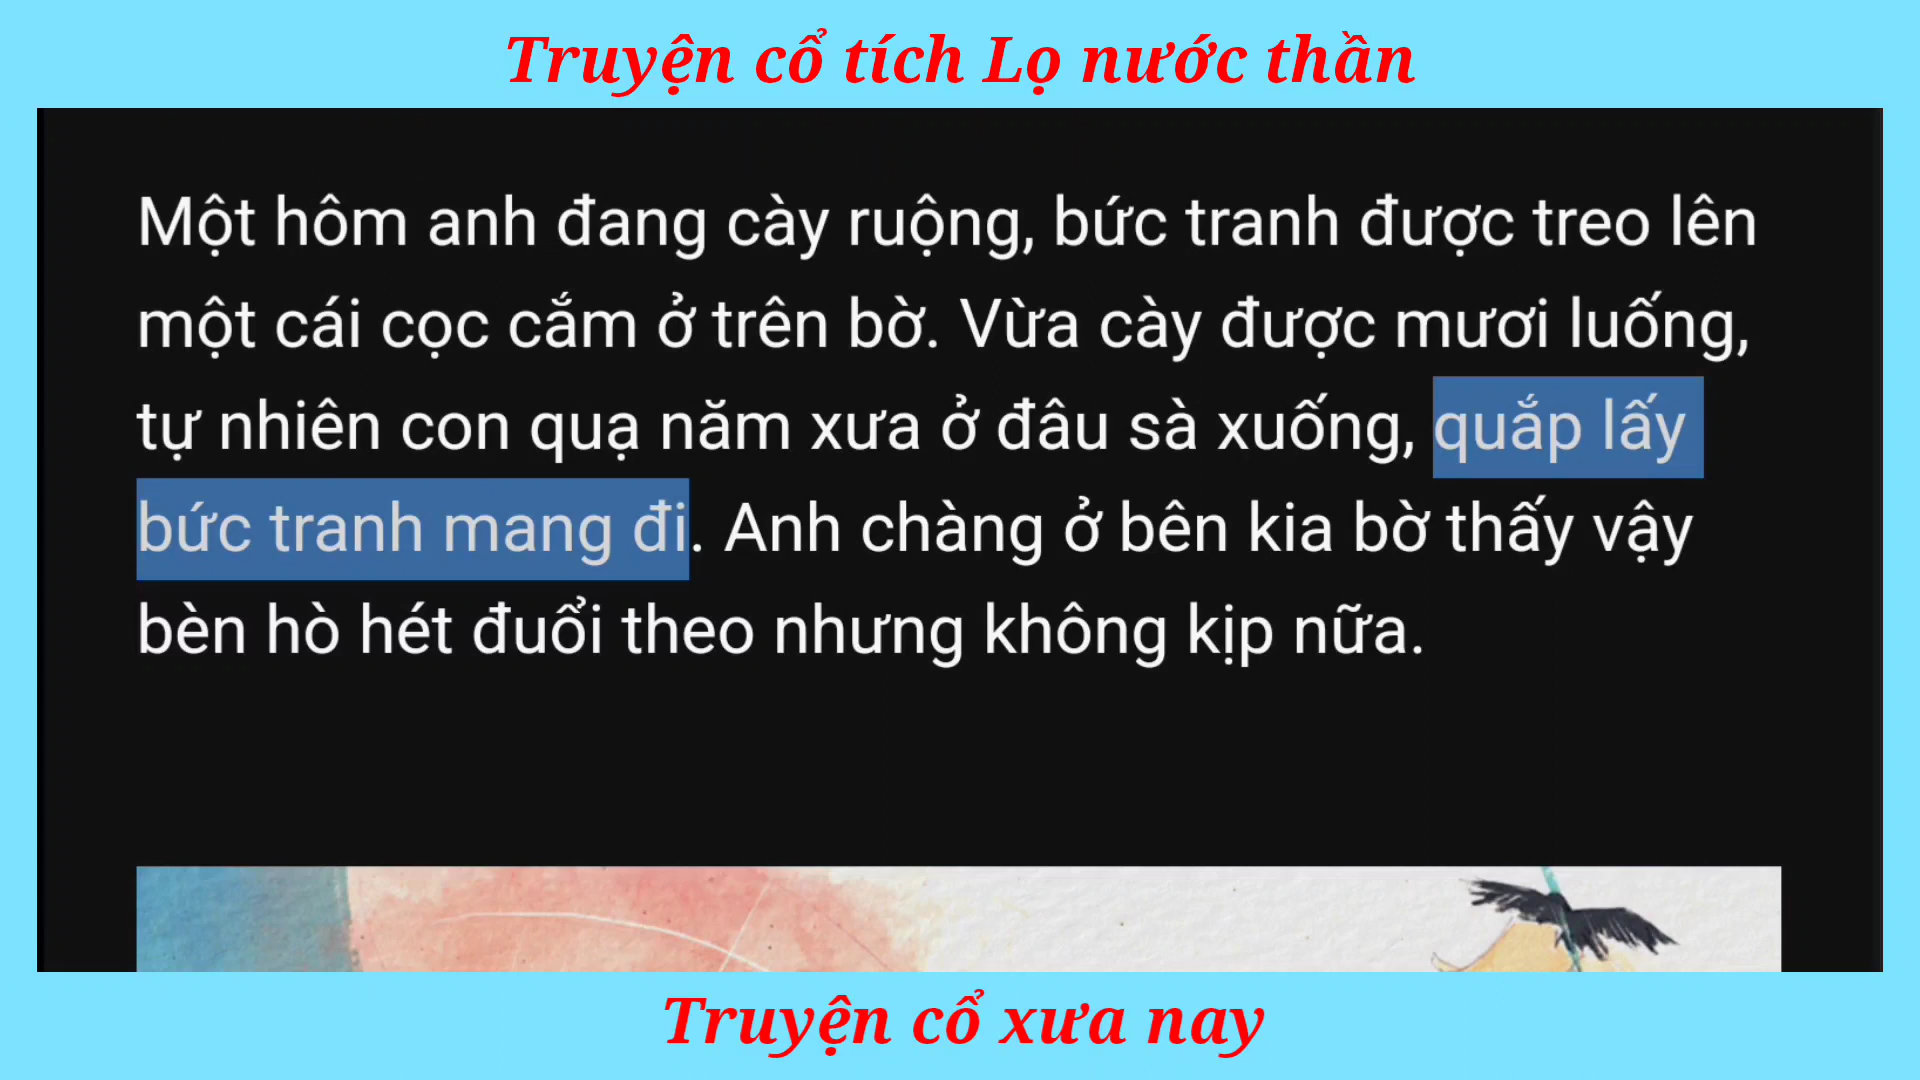 Truyện cổ tích Lọ nước thần
Một hôm anh đang cày ruộng, bức tranh được treo lên
một cái cọc cắm ở trên bờ. Vừa cày được mươi luống,
tự nhiên con quạ năm xưa ở đâu sà xuống, quắp lấy
bức tranh mang đi. Anh chàng ở bên kia bờ thấy vậy
bèn hò hét đuổi theo nhưng không kịp nữa.
Truyện cổ xưa nay